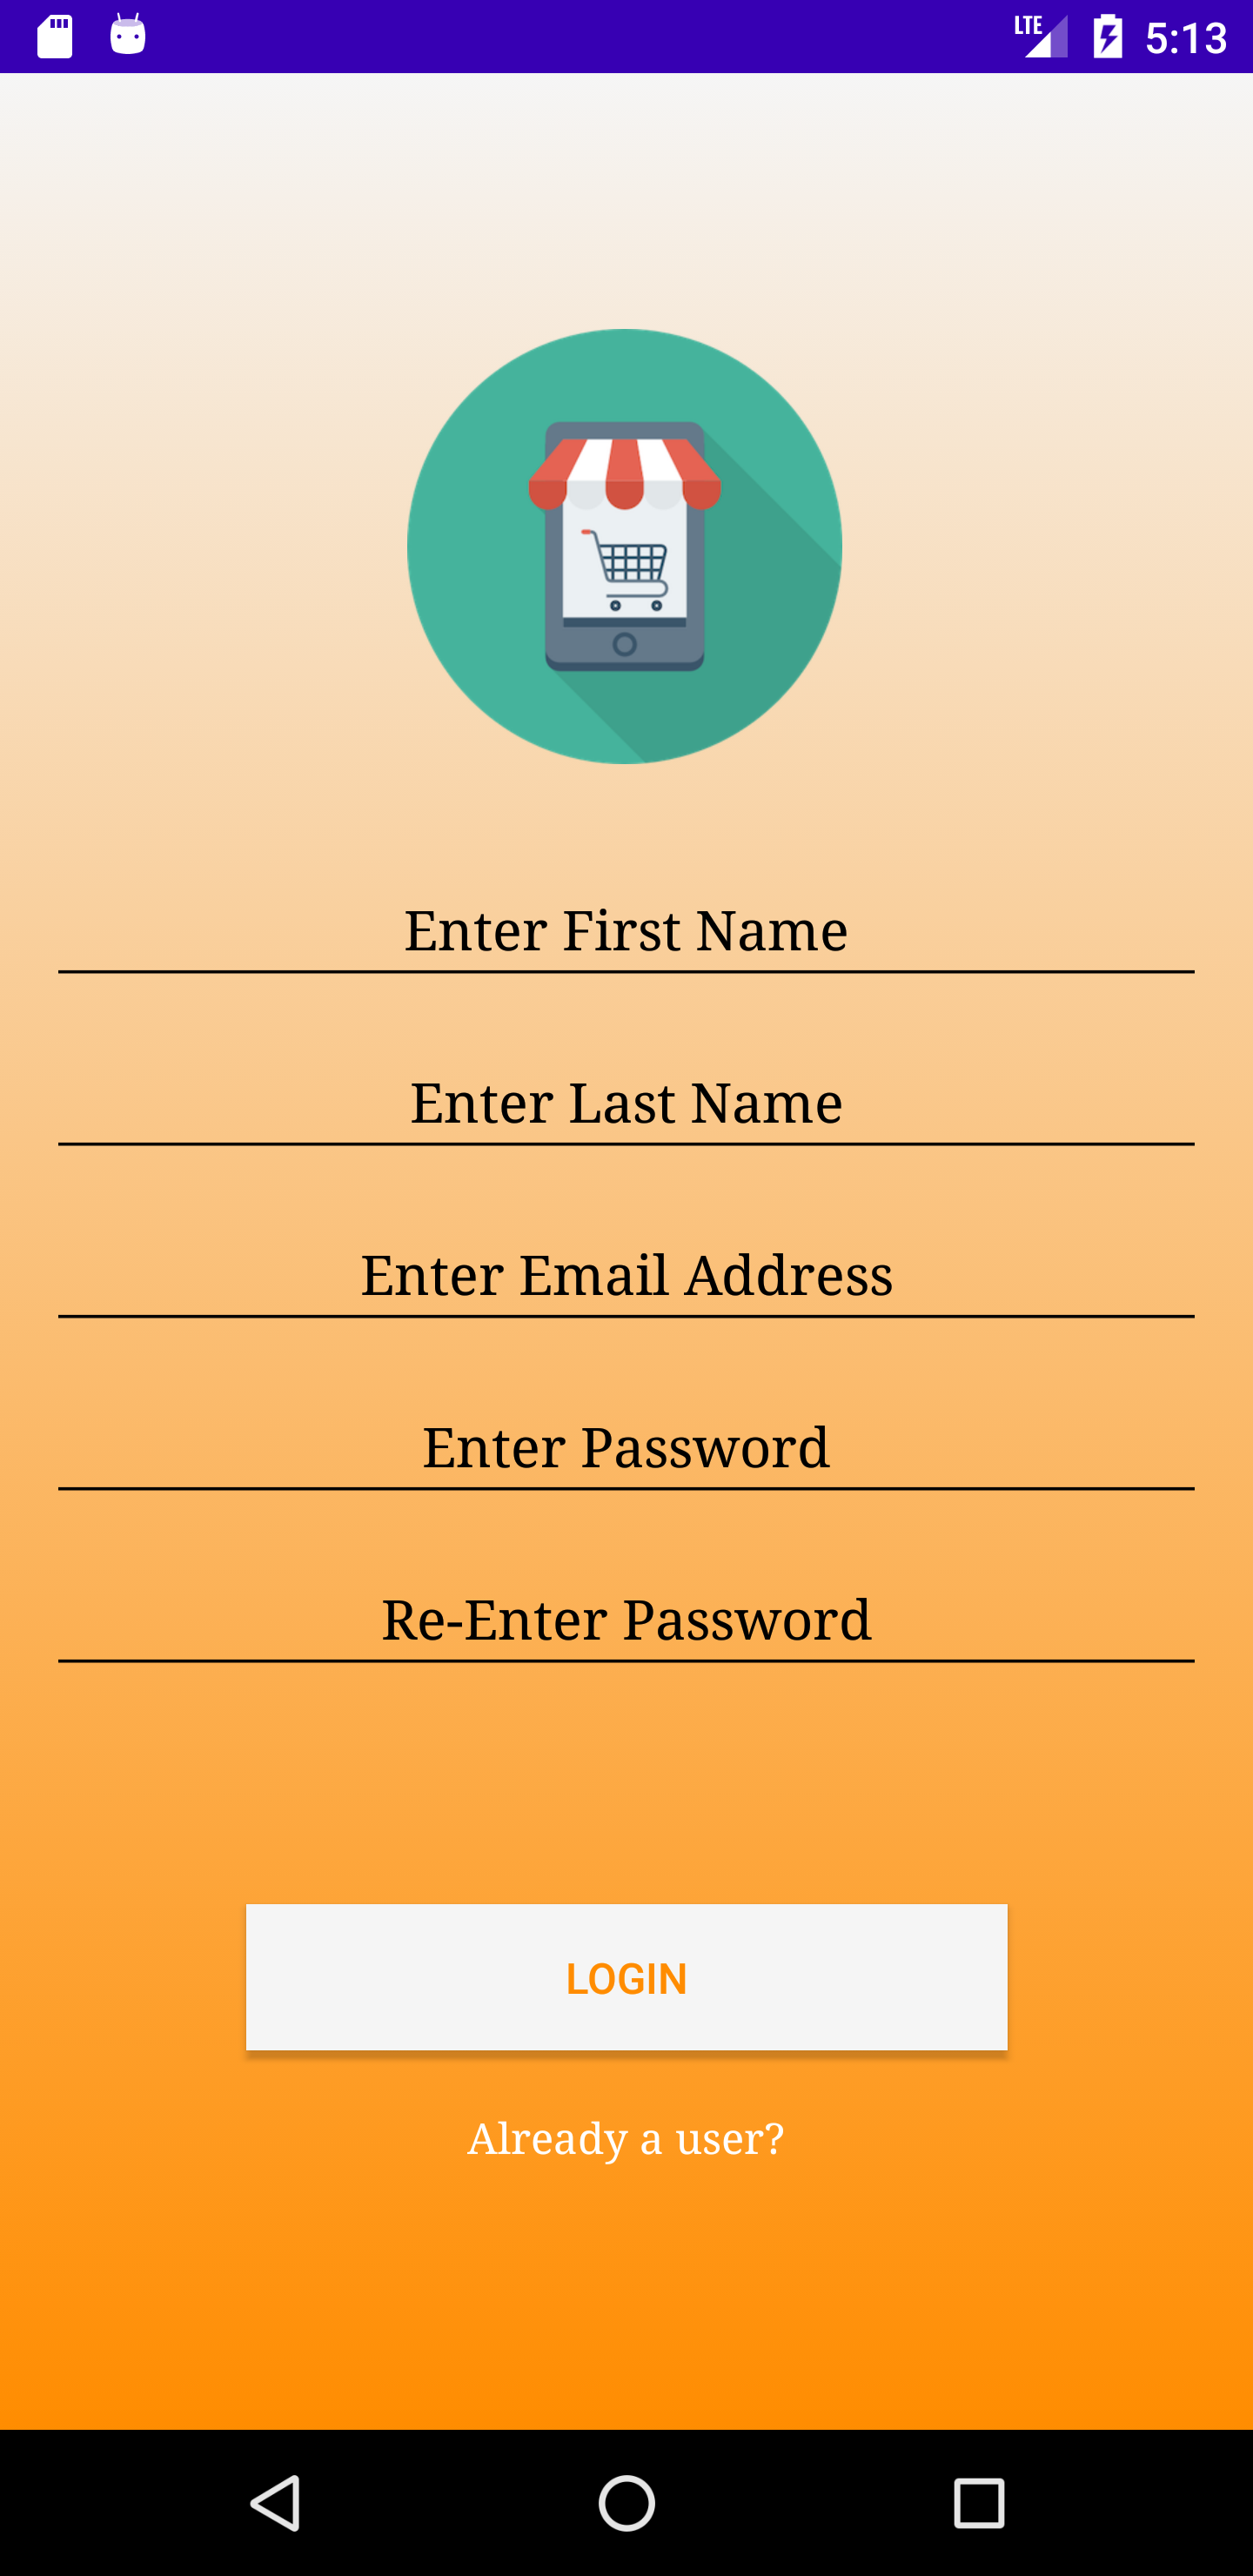 LTE 5:13
Enter First Name
Enter Last Name
Enter Email Address
Enter Password
Re-Enter Password
LOGIN
Already a user?